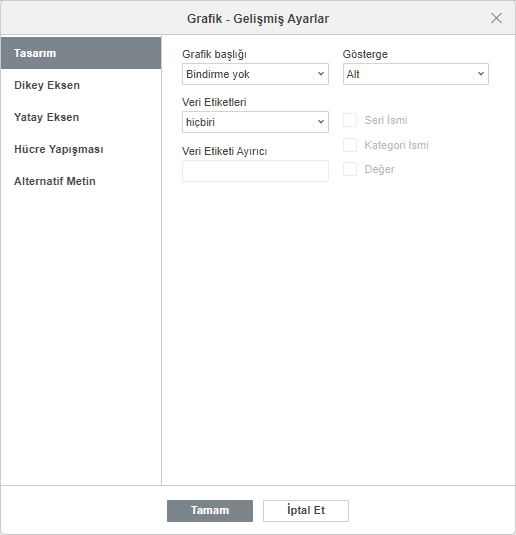 Grafik - Gelişmiş Ayarlar
Tasarım
Dikey Eksen
Yatay Eksen
Hücre Yapışması
Alternatif Metin
Grafik başlığı
Gösterge
Bindirme yok
Alt
Veri Etiketleri
hiçbiri
Seri İsmi
Kategori İsmi
Veri Etiketi Ayırıcı
Değer
Tamam
İptal Et